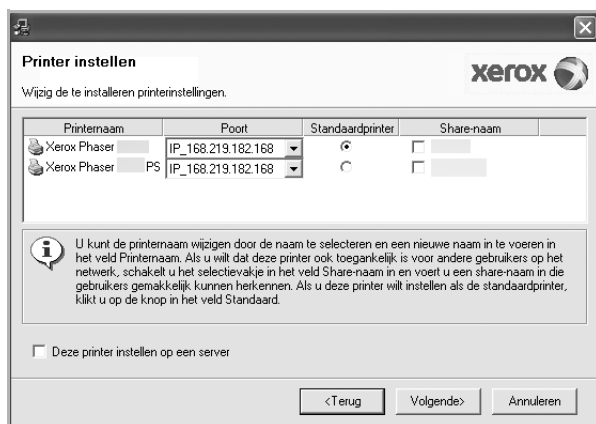 Printer instellen
xerox
Wijzig de te installeren printerinstellingen.
Printernaam Poort Standaardprinter Share-naam
Xerox Phaser IP_168.219.182.168
Xerox Phaser PS IP_168.219.182.168
U kunt de printernaam wijzigen door de naam te selecteren en een nieuwe naam in te voeren in
het veld Printernaam. Als u wilt dat deze printer ook toegankelijk is voor andere gebruikers op het
netwerk, schakelt u het selectievakje in het veld Share-naam in en voert u een share-naam in die
gebruikers gemakkelijk kunnen herkennen. Als u deze printer wilt instellen als de standaardprinter,
klikt u op de knop in het veld Standaard.
Deze printer instellen op een server
<Terug Volgende> Annuleren